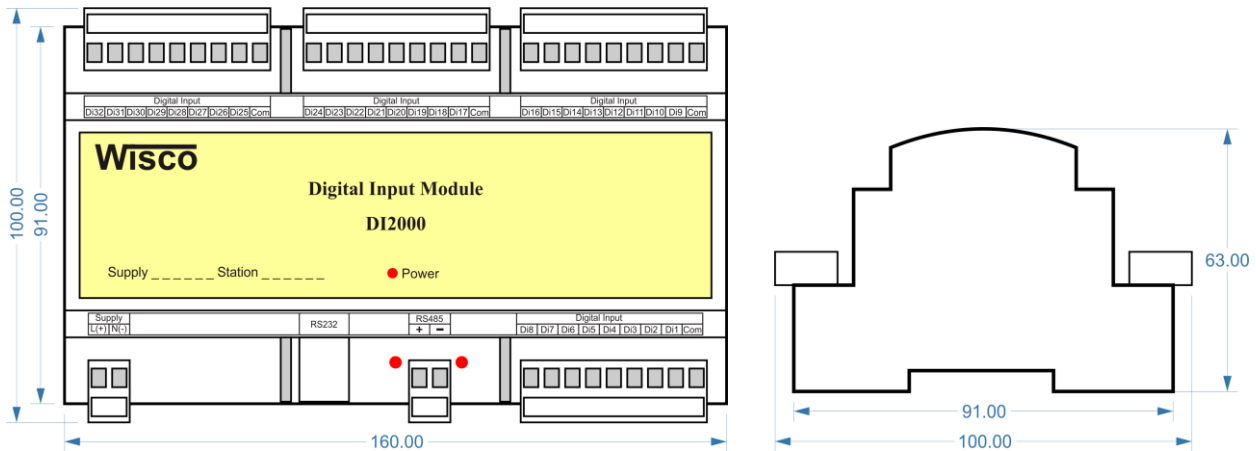 Digital Input Digital Input Digital Input
Di32 Di31 Di30 Di29 Di28 Di27 Di26 Di25 Com Di24 Di23 Di22 Di21 Di20 Di19 Di18 Di17 Com Di16 Di15 Di14 Di13 Di12 Di11 Di10 Di9 Com
WISCO
Digital Input Module
DI2000
Supply _ _ _ _ _ _ Station _ _ _ _ _ _ Power
Supply RS232 RS485 Digital Input
L(+) N(-) + − Di8 Di7 Di6 Di5 Di4 Di3 Di2 Di1 Com
100.00
91.00
160.00
63.00
91.00
100.00